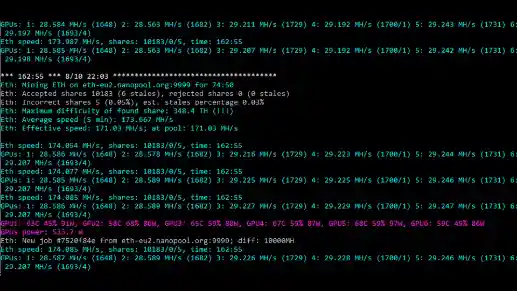 GPUs: 1: 28.584 MH/s (1648) 2: 28.563 MH/s (1682) 3: 29.211 MH/s (1729) 4: 29.192 MH/s (1700/1) 5: 29.243 MH/s (1731) 6:
29.197 MH/s (1693/4)
Eth speed: 173.987 MH/s, shares: 10183/0/5, time: 162:55
GPUs: 1: 28.585 MH/s (1648) 2: 28.563 MH/s (1682) 3: 29.207 MH/s (1729) 4: 29.192 MH/s (1700/1) 5: 29.242 MH/s (1731) 6:
29.198 MH/s (1693/4)
*** 162:55 *** 8/10 22:03 **************************************
Eth: Mining ETH on eth-eu2.nanopool.org:9999 for 74:50
Eth: Accepted shares 10183 (6 stales), rejected shares 0 (0 stales)
Eth: Incorrect shares 5 (0.05%), est. stales percentage 0.03%
Eth: Maximum difficulty of found share: 348.4 TH (!!!)
Eth: Average speed (5 min): 173.667 MH/s
Eth: Effective speed: 171.03 MH/s; at pool: 171.03 MH/s
Eth speed: 174.064 MH/s, shares: 10183/0/5, time: 162:55
GPUs: 1: 28.586 MH/s (1648) 2: 28.578 MH/s (1682) 3: 29.216 MH/s (1729) 4: 29.223 MH/s (1700/1) 5: 29.244 MH/s (1731) 6:
29.207 MH/s (1693/4)
Eth speed: 174.077 MH/s, shares: 10183/0/5, time: 162:55
GPUs: 1: 28.585 MH/s (1648) 2: 28.589 MH/s (1682) 3: 29.225 MH/s (1729) 4: 29.225 MH/s (1700/1) 5: 29.246 MH/s (1731) 6:
29.207 MH/s (1693/4)
Eth speed: 174.085 MH/s, shares: 10183/0/5, time: 162:55
GPUs: 1: 28.586 MH/s (1648) 2: 28.589 MH/s (1682) 3: 29.227 MH/s (1729) 4: 29.229 MH/s (1700/1) 5: 29.247 MH/s (1731) 6:
29.207 MH/s (1693/4)
GPU1: 63C 45% 91W, GPU2: 58C 68% 80W, GPU3: 65C 59% 88W, GPU4: 67C 59% 87W, GPU5: 68C 59% 97W, GPU6: 59C 49% 86W
GPUs power: 533.7 W
Eth: New job #7520f84e from eth-eu2.nanopool.org:9999; diff: 10000MH
Eth speed: 174.085 MH/s, shares: 10183/0/5, time: 162:55
GPUs: 1: 28.587 MH/s (1648) 2: 28.589 MH/s (1682) 3: 29.226 MH/s (1729) 4: 29.228 MH/s (1700/1) 5: 29.248 MH/s (1731) 6:
29.207 MH/s (1693/4)